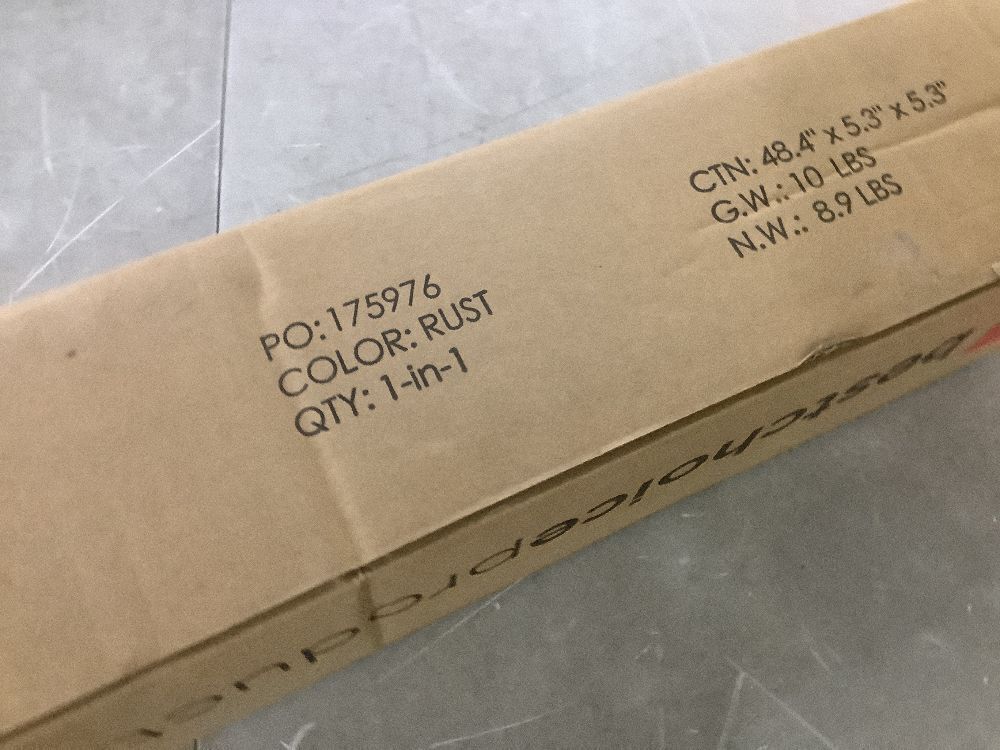 CTN: 48.4" x 5.3" x 5.3"
G.W.: 10 LBS
N.W.: 8.9 LBS
PO:175976
COLOR: RUST
QTY: 1-in-1
bestchoiceproduct